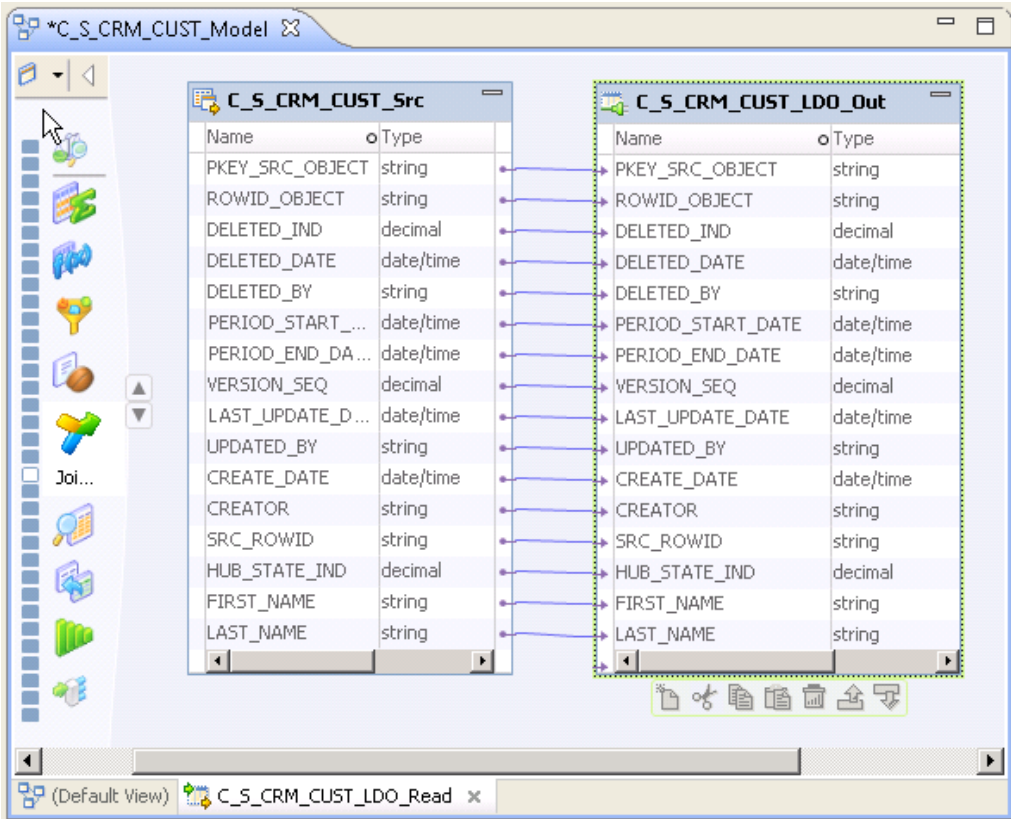 *C_S_CRM_CUST_Model
C_S_CRM_CUST_Src
Name Type
PKEY_SRC_OBJECT string
ROWID_OBJECT string
DELETED_IND decimal
DELETED_DATE date/time
DELETED_BY string
PERIOD_START_... date/time
PERIOD_END_DA... date/time
VERSION_SEQ decimal
LAST_UPDATE_D... date/time
UPDATED_BY string
CREATE_DATE date/time
CREATOR string
SRC_ROWID string
HUB_STATE_IND decimal
FIRST_NAME string
LAST_NAME string
C_S_CRM_CUST_LDO_Out
Name Type
PKEY_SRC_OBJECT string
ROWID_OBJECT string
DELETED_IND decimal
DELETED_DATE date/time
DELETED_BY string
PERIOD_START_DATE date/time
PERIOD_END_DATE date/time
VERSION_SEQ decimal
LAST_UPDATE_DATE date/time
UPDATED_BY string
CREATE_DATE date/time
CREATOR string
SRC_ROWID string
HUB_STATE_IND decimal
FIRST_NAME string
LAST_NAME string
f(x)
Joi...
(Default View) C_S_CRM_CUST_LDO_Read